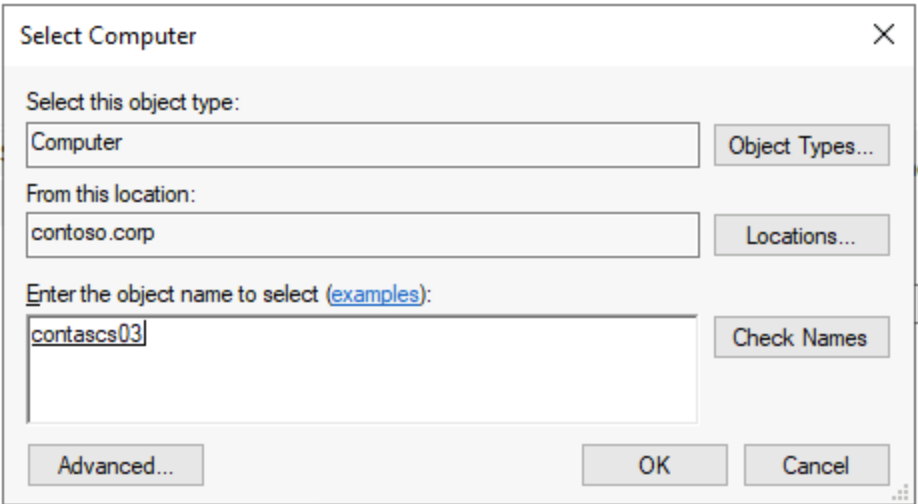 Select Computer
Select this object type:
Computer
Object Types...
From this location:
contoso.corp
Locations...
Enter the object name to select (examples):
contascs03
Check Names
Advanced...
OK
Cancel